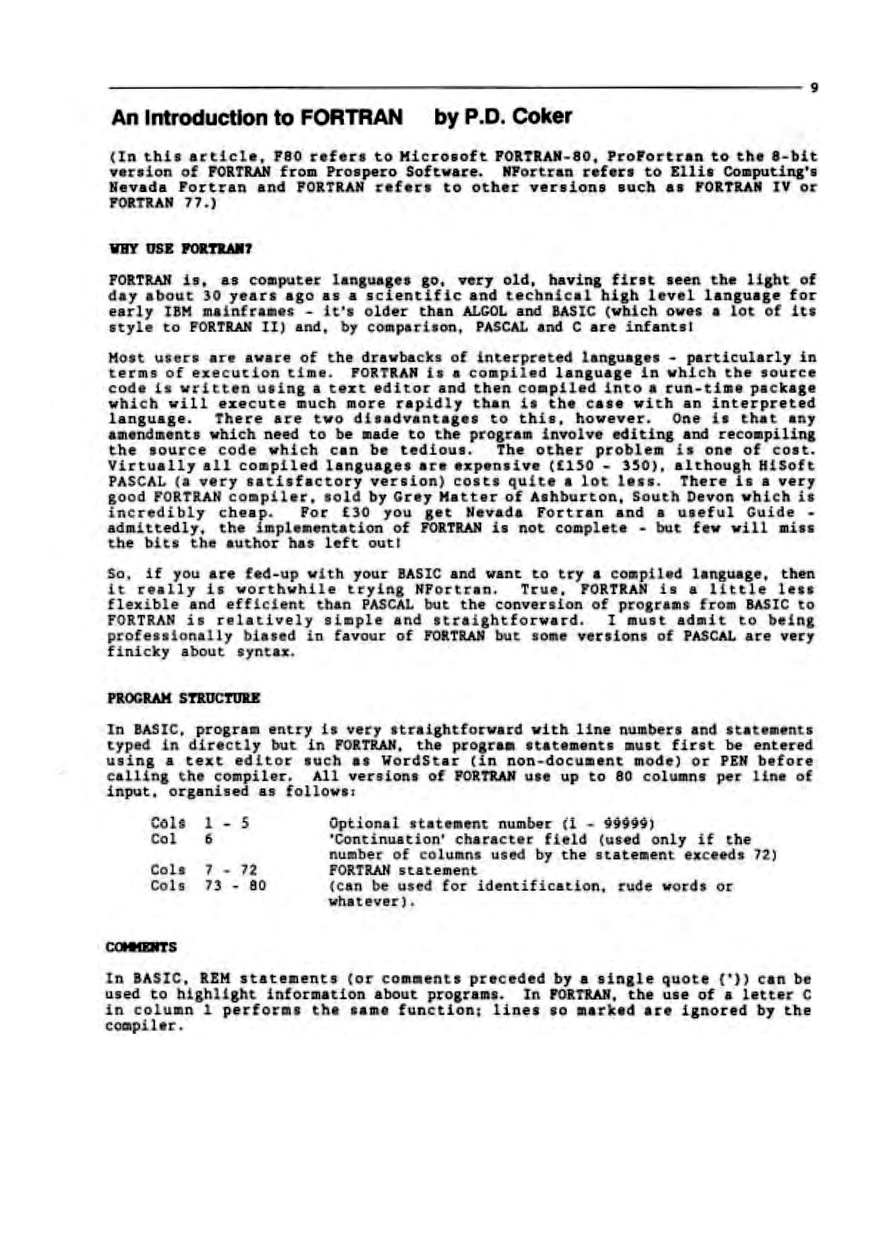 9
An Introduction to FORTRAN by P.D. Coker
(In this article, F80 refers to Microsoft FORTRAN-80, ProFortran to the 8-bit
version of FORTRAN from Prospero Software. NFortran refers to Ellis Computing's
Nevada Fortran and FORTRAN refers to other versions such as FORTRAN IV or
FORTRAN 77.)
WHY USE FORTRAN?
FORTRAN is, as computer languages go, very old, having first seen the light of
day about 30 years ago as a scientific and technical high level language for
early IBM mainframes - it's older than ALGOL and BASIC (which owes a lot of its
style to FORTRAN II) and, by comparison, PASCAL and C are infants!
Most users are aware of the drawbacks of interpreted languages - particularly in
terms of execution time. FORTRAN is a compiled language in which the source
code is written using a text editor and then compiled into a run-time package
which will execute much more rapidly than is the case with an interpreted
language. There are two disadvantages to this, however. One is that any
amendments which need to be made to the program involve editing and recompiling
the source code which can be tedious. The other problem is one of cost.
Virtually all compiled languages are expensive (£150 - 350), although HiSoft
PASCAL (a very satisfactory version) costs quite a lot less. There is a very
good FORTRAN compiler, sold by Grey Matter of Ashburton, South Devon which is
incredibly cheap. For £30 you get Nevada Fortran and a useful Guide -
admittedly, the implementation of FORTRAN is not complete - but few will miss
the bits the author has left out!
So, if you are fed-up with your BASIC and want to try a compiled language, then
it really is worthwhile trying NFortran. True, FORTRAN is a little less
flexible and efficient than PASCAL but the conversion of programs from BASIC to
FORTRAN is relatively simple and straightforward. I must admit to being
professionally biased in favour of FORTRAN but some versions of PASCAL are very
finicky about syntax.
PROGRAM STRUCTURE
In BASIC, program entry is very straightforward with line numbers and statements
typed in directly but in FORTRAN, the program statements must first be entered
using a text editor such as WordStar (in non-document mode) or PEN before
calling the compiler. All versions of FORTRAN use up to 80 columns per line of
input, organised as follows:
Cols 1 - 5 Optional statement number (1 - 99999)
Col 6 'Continuation' character field (used only if the
number of columns used by the statement exceeds 72)
Cols 7 - 72 FORTRAN statement
Cols 73 - 80 (can be used for identification, rude words or
whatever).
COMMENTS
In BASIC, REM statements (or comments preceded by a single quote {'}) can be
used to highlight information about programs. In FORTRAN, the use of a letter C
in column 1 performs the same function; lines so marked are ignored by the
compiler.